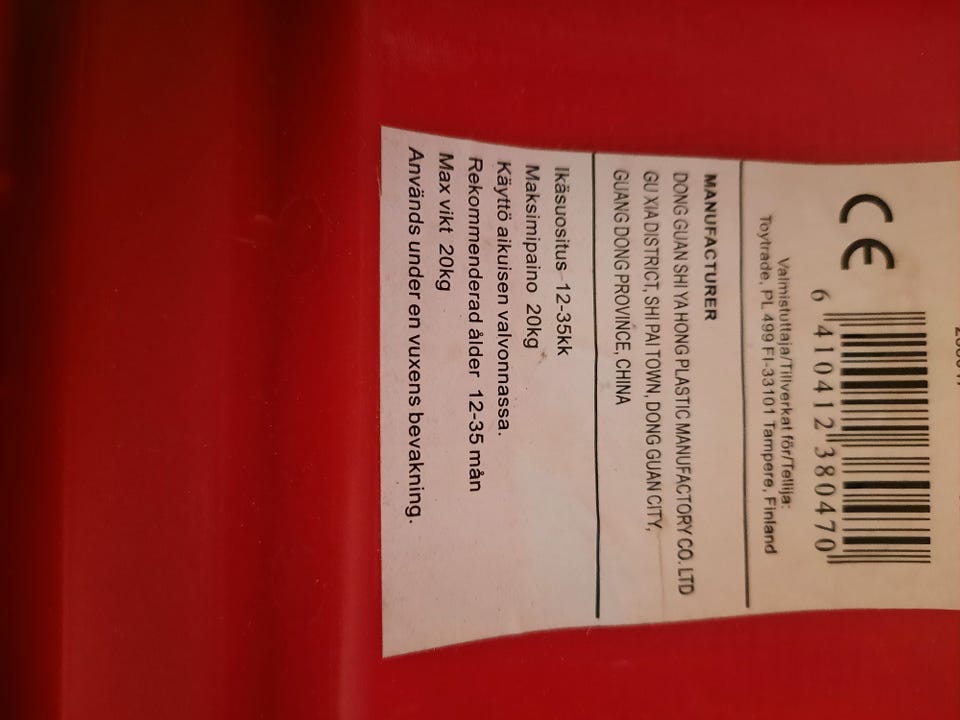 CE
6 410412 380470
Valmistuttaja/Tillverkat för/Tellija:
Toytrade, PL 499 FI-33101 Tampere, Finland
MANUFACTURER
DONG GUAN SHI YA HONG PLASTIC MANUFACTORY CO. LTD
GU XIA DISTRICT, SHI PAI TOWN, DONG GUAN CITY,
GUANG DONG PROVINCE, CHINA
Ikäsuositus 12-35kk
Maksimipaino 20kg
Käyttö aikuisen valvonnassa.
Rekommenderad ålder 12-35 mån
Max vikt 20kg
Används under en vuxens bevakning.